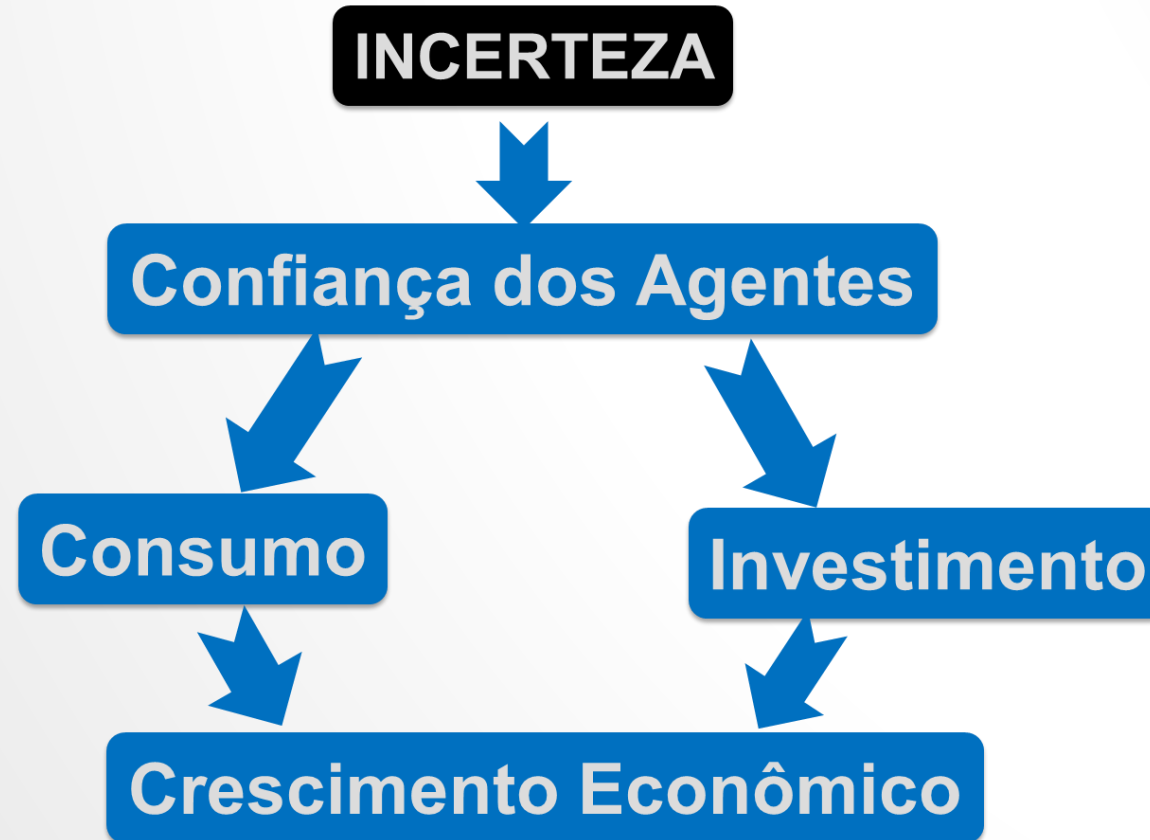 INCERTEZA
Confiança dos Agentes
Consumo
Investimento
Crescimento Econômico